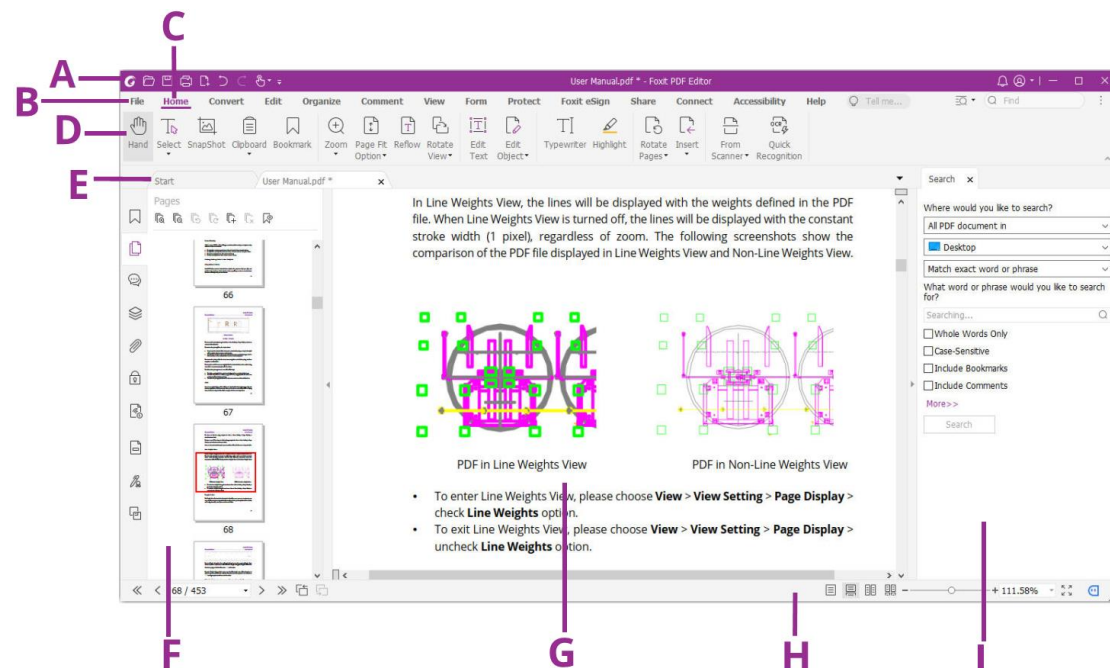 C
A
User Manual.pdf * - Foxit PDF Editor
B
File Home Convert Edit Organize Comment View Form Protect Foxit eSign Share Connect Accessibility Help Tell me... Find
D
Hand Select SnapShot Clipboard Bookmark Zoom Page Fit Option Reflow Rotate View Edit Text Edit Object Typewriter Highlight Rotate Pages Insert From Scanner Quick Recognition
E
Start User Manual.pdf * Search
Pages
66
67
68
In Line Weights View, the lines will be displayed with the weights defined in the PDF
file. When Line Weights View is turned off, the lines will be displayed with the constant
stroke width (1 pixel), regardless of zoom. The following screenshots show the
comparison of the PDF file displayed in Line Weights View and Non-Line Weights View.
PDF in Line Weights View PDF in Non-Line Weights View
• To enter Line Weights View, please choose View > View Setting > Page Display >
check Line Weights option.
• To exit Line Weights View, please choose View > View Setting > Page Display >
uncheck Line Weights option.
Where would you like to search?
All PDF document in
Desktop
Match exact word or phrase
What word or phrase would you like to search
for?
Searching...
Whole Words Only
Case-Sensitive
Include Bookmarks
Include Comments
More>>
Search
68 / 453 111.58%
F
G
H
I